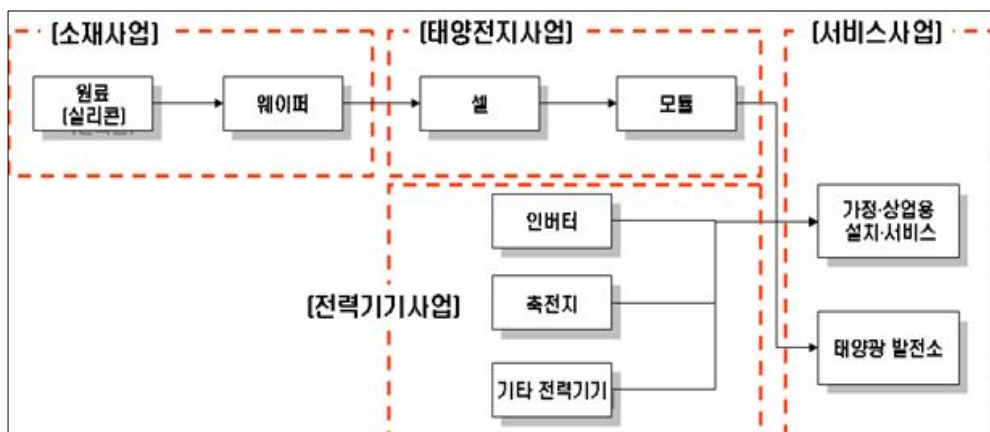 [소재사업]
[태양전지사업]
[서비스사업]
원료
(실리콘)
웨이퍼
셀
모듈
인버터
가정·상업용
설치·서비스
[전력기기사업]
축전지
태양광 발전소
기타 전력기기